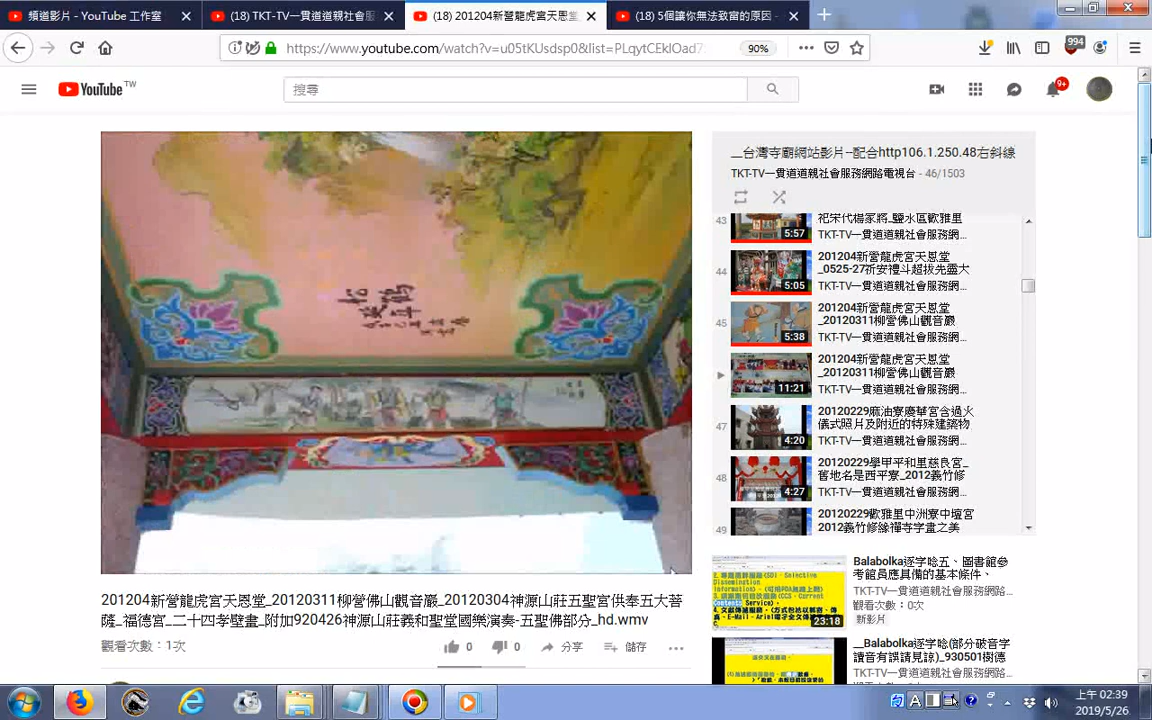 頻道影片 - YouTube 工作室
(18) TKT-TV一貫道道親社會服
(18) 201204新營龍虎宮天恩堂
(18) 5個讓你無法致富的原因 -
https://www.youtube.com/watch?v=u05tKUsdsp0&list=PLqytCEkIOad7
90%
994
YouTube TW
搜尋
9+
__台灣寺廟網站影片--配合http106.1.250.48右斜線
TKT-TV一貫道道親社會服務網路電視台 - 46/1503
43
祀宋代楊家將_鹽水區歡雅里
TKT-TV一貫道道親社會服務網...
5:57
44
201204新營龍虎宮天恩堂
_0525-27祈安禮斗超拔先靈大
TKT-TV一貫道道親社會服務網...
5:05
45
201204新營龍虎宮天恩堂
_20120311柳營佛山觀音巖
TKT-TV一貫道道親社會服務網...
5:38
201204新營龍虎宮天恩堂
_20120311柳營佛山觀音巖
TKT-TV一貫道道親社會服務網...
11:21
47
20120229麻油寮慶華宮含過火
儀式照片及附近的特殊建築物
TKT-TV一貫道道親社會服務網...
4:20
48
20120229學甲平和里慈良宮_
舊地名是西平寮_2012義竹修
TKT-TV一貫道道親社會服務網...
4:27
49
20120229歡雅里中洲寮中壇宮
2012義竹修緣禪寺字畫之美
201204新營龍虎宮天恩堂_20120311柳營佛山觀音巖_20120304神源山莊五聖宮供奉五大菩
薩_福德宮_二十四孝壁畫_附加920426神源山莊義和聖堂國樂演奏-五聖佛部分_hd.wmv
觀看次數：1次
0
0
分享
儲存
Balabolka逐字唸五、圖書館參
考館員應具備的基本條件、
TKT-TV一貫道道親社會服務網路...
觀看次數：0次
新影片
23:18
__Balabolka逐字唸(部分破音字
讀音有誤請見諒)_930501樹德
TKT-TV一貫道道親社會服務網路...
上午 02:39
2019/5/26